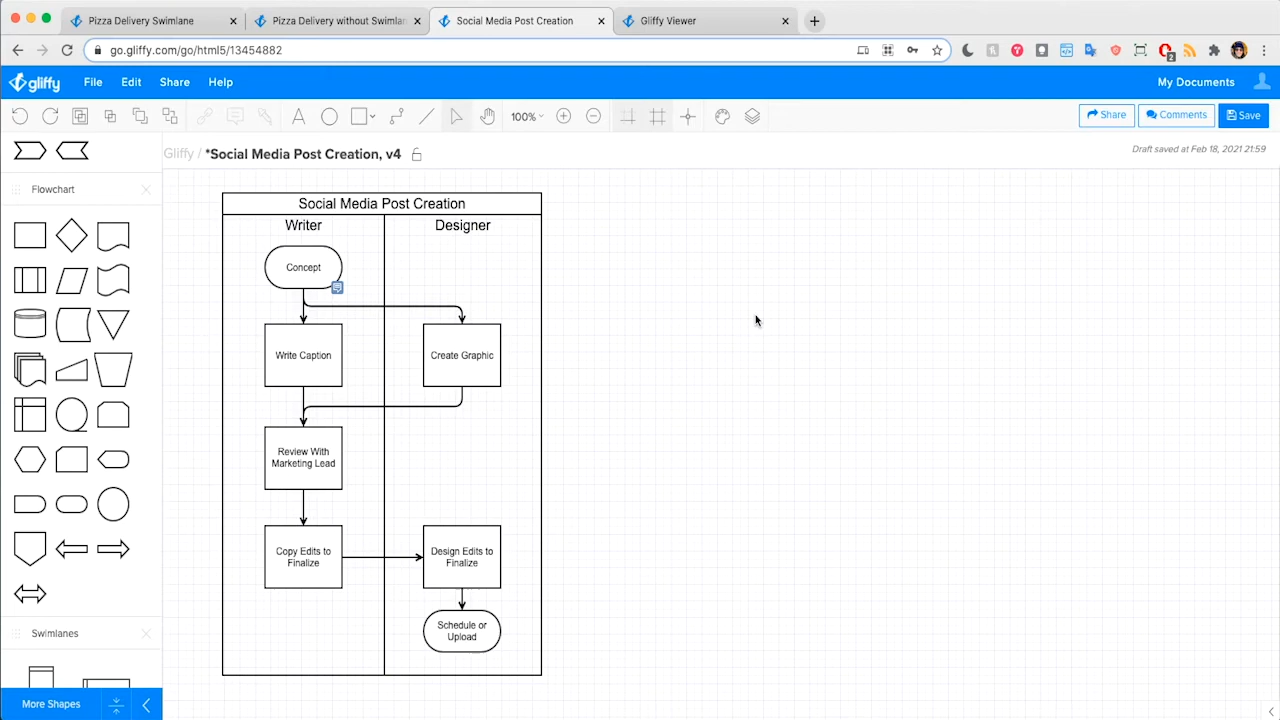 Pizza Delivery Swimlane
Pizza Delivery without Swimlan
Social Media Post Creation
Gliffy Viewer
go.gliffy.com/go/html5/13454882
2
gliffy
File
Edit
Share
Help
My Documents
100%
Share
Comments
Save
Gliffy / *Social Media Post Creation, v4
Draft saved at Feb 18, 2021 21:59
Flowchart
Swimlanes
More Shapes
Social Media Post Creation
Writer
Designer
Concept
Write Caption
Create Graphic
Review With
Marketing Lead
Copy Edits to
Finalize
Design Edits to
Finalize
Schedule or
Upload